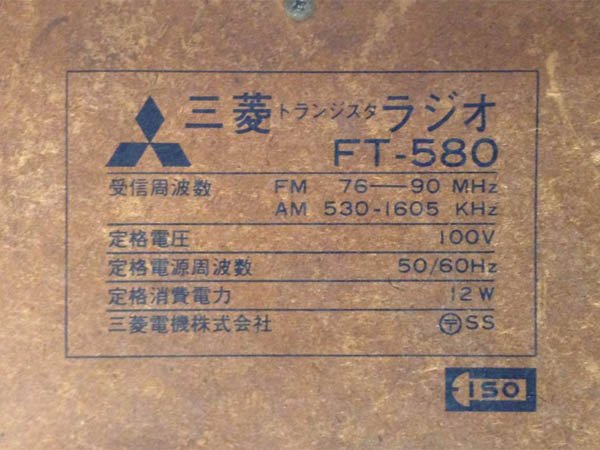 三菱トランジスタラジオ
FT-580
受信周波数 FM 76—90 MHz
AM 530-1605 KHz
定格電圧 100V
定格電源周波数 50/60Hz
定格消費電力 12W
三菱電機株式会社 〶SS
ISO